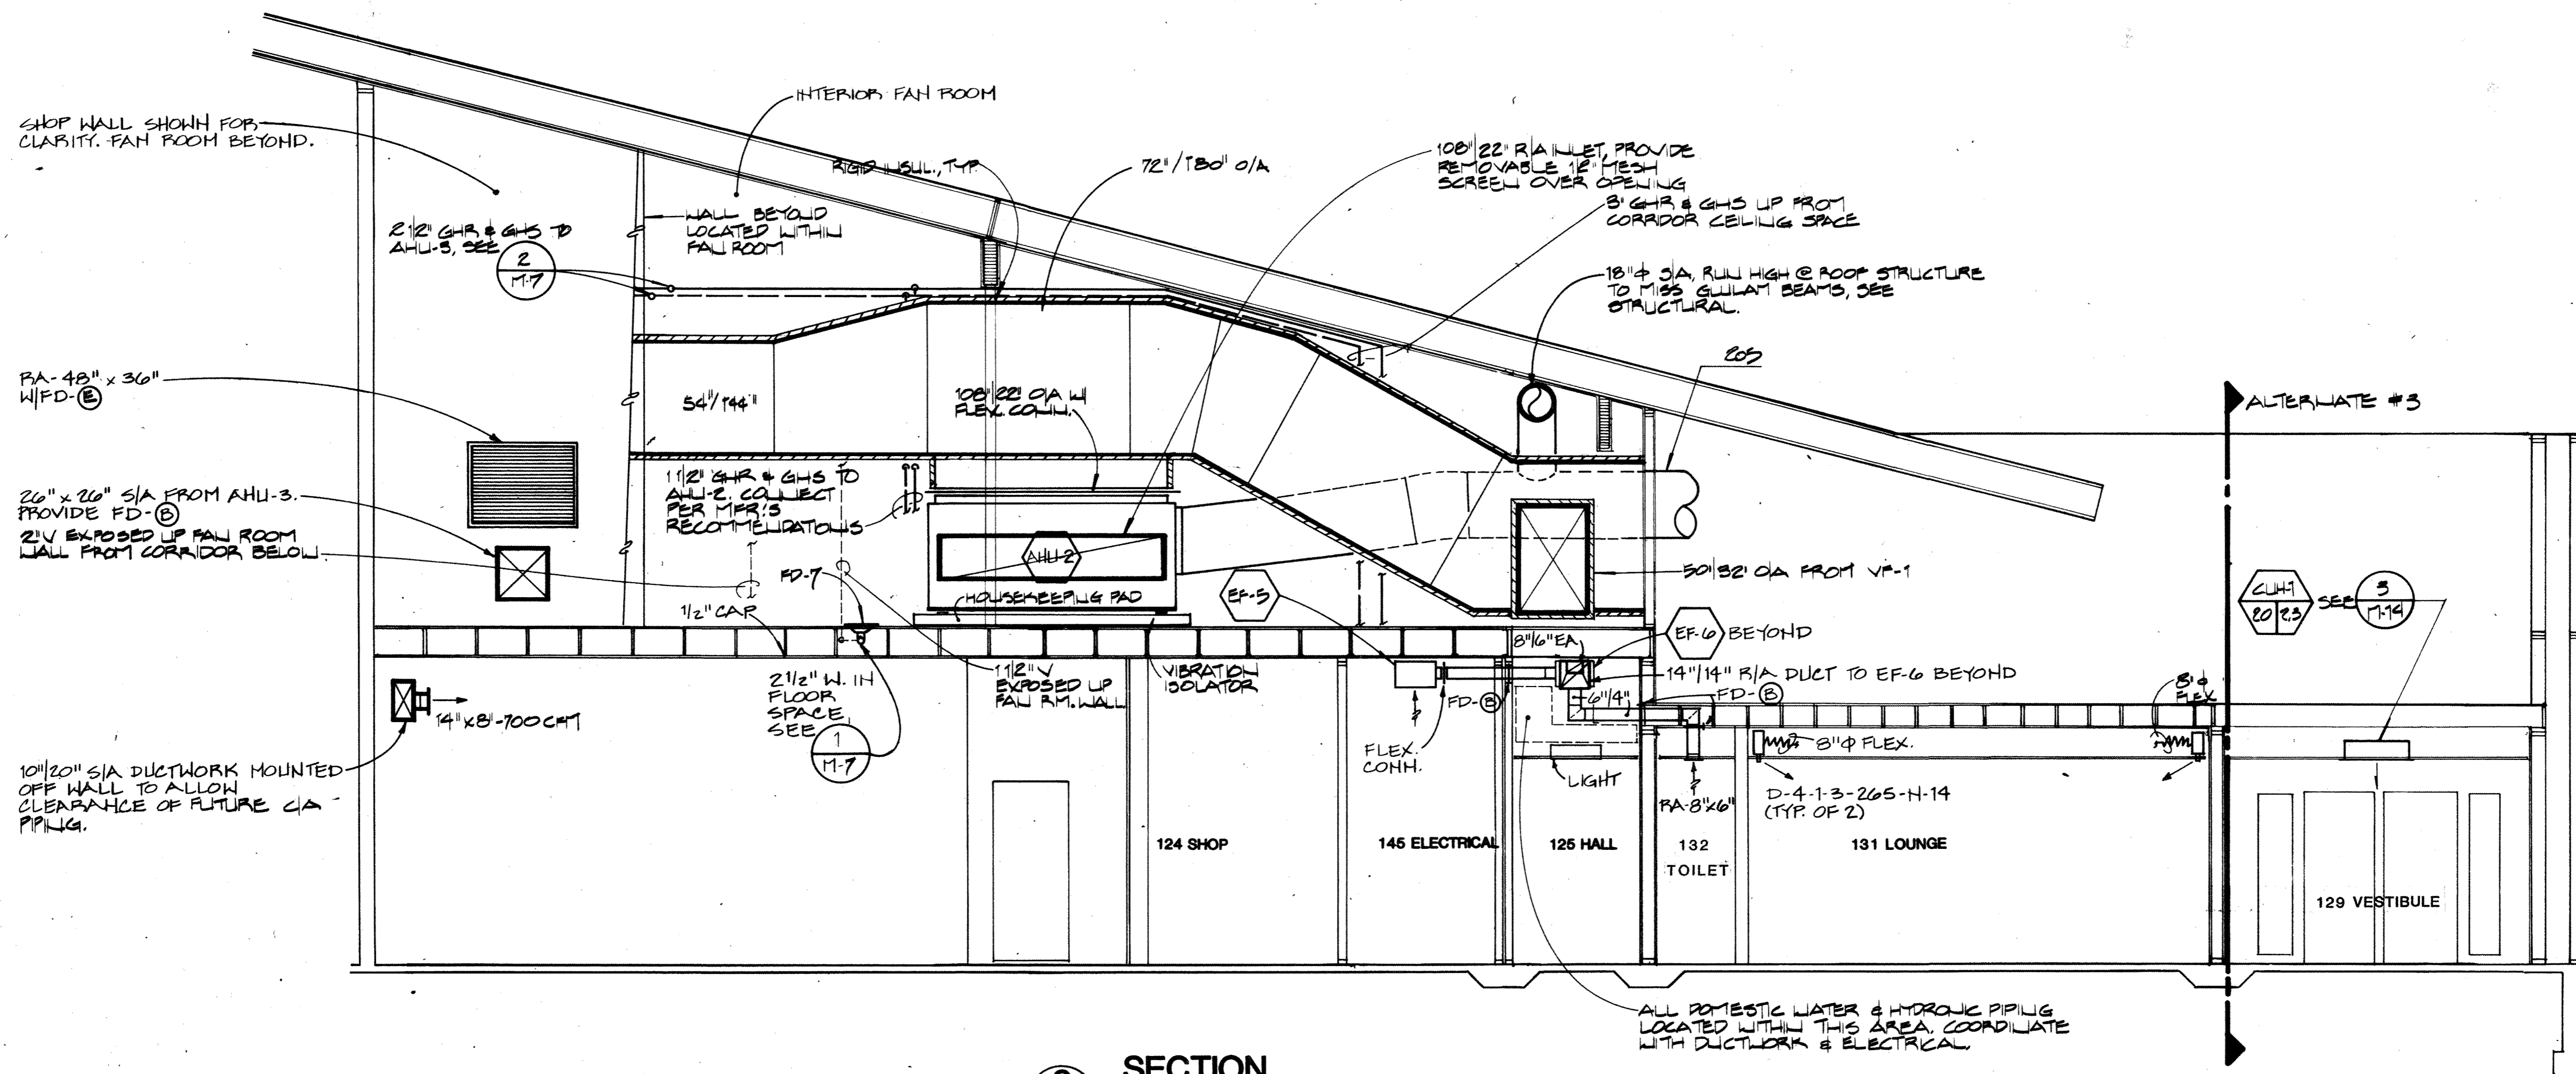 INTERIOR FAN ROOM
SHOP WALL SHOWN FOR
CLARITY. FAN ROOM BEYOND.
RIGID INSUL., TYP.
72"/180" O/A
108"/22" R/A INLET, PROVIDE
REMOVABLE 1/2" MESH
SCREEN OVER OPENING
3" GHR & GHS UP FROM
CORRIDOR CEILING SPACE
2 1/2" GHR & GHS TO
AHU-3, SEE
2
M-7
WALL BEYOND
LOCATED WITHIN
FAN ROOM
18"φ S/A, RUN HIGH @ ROOF STRUCTURE
TO MISS GLULAM BEAMS, SEE
STRUCTURAL.
205
RA-48" x 36"
W/FD-(E)
54"/144"
108"/22" O/A W/
FLEX. CONN.
ALTERNATE #3
26" x 26" S/A FROM AHU-3.
PROVIDE FD-(B)
2" V EXPOSED UP FAN ROOM
WALL FROM CORRIDOR BELOW
1 1/2" GHR & GHS TO
AHU-2. CONNECT
PER MFR'S
RECOMMENDATIONS
AHU-2
FD-7
HOUSEKEEPING PAD
1/2" CAP
EF-5
50"/32" O/A FROM VF-1
CUH-1
20 23
SEE
3
M-14
8"/6" EA
EF-6 BEYOND
14"/14" R/A DUCT TO EF-6 BEYOND
FD-(B)
6"/4"
FD-(B)
8"φ
FLEX
14" x 8"-700 CFM
2 1/2" W. IN
FLOOR
SPACE,
SEE
1
M-7
1 1/2" V
EXPOSED UP
FAN RM. WALL
VIBRATION
ISOLATOR
FLEX.
CONN.
LIGHT
8"φ FLEX.
10"/20" S/A DUCTWORK MOUNTED
OFF WALL TO ALLOW
CLEARANCE OF FUTURE C/A
PIPING.
RA-8"x6"
D-4-1-3-265-N-14
(TYP. OF 2)
124 SHOP
145 ELECTRICAL
125 HALL
132
TOILET
131 LOUNGE
129 VESTIBULE
ALL DOMESTIC WATER & HYDRONIC PIPING
LOCATED WITHIN THIS AREA. COORDINATE
WITH DUCTWORK & ELECTRICAL.
SECTION